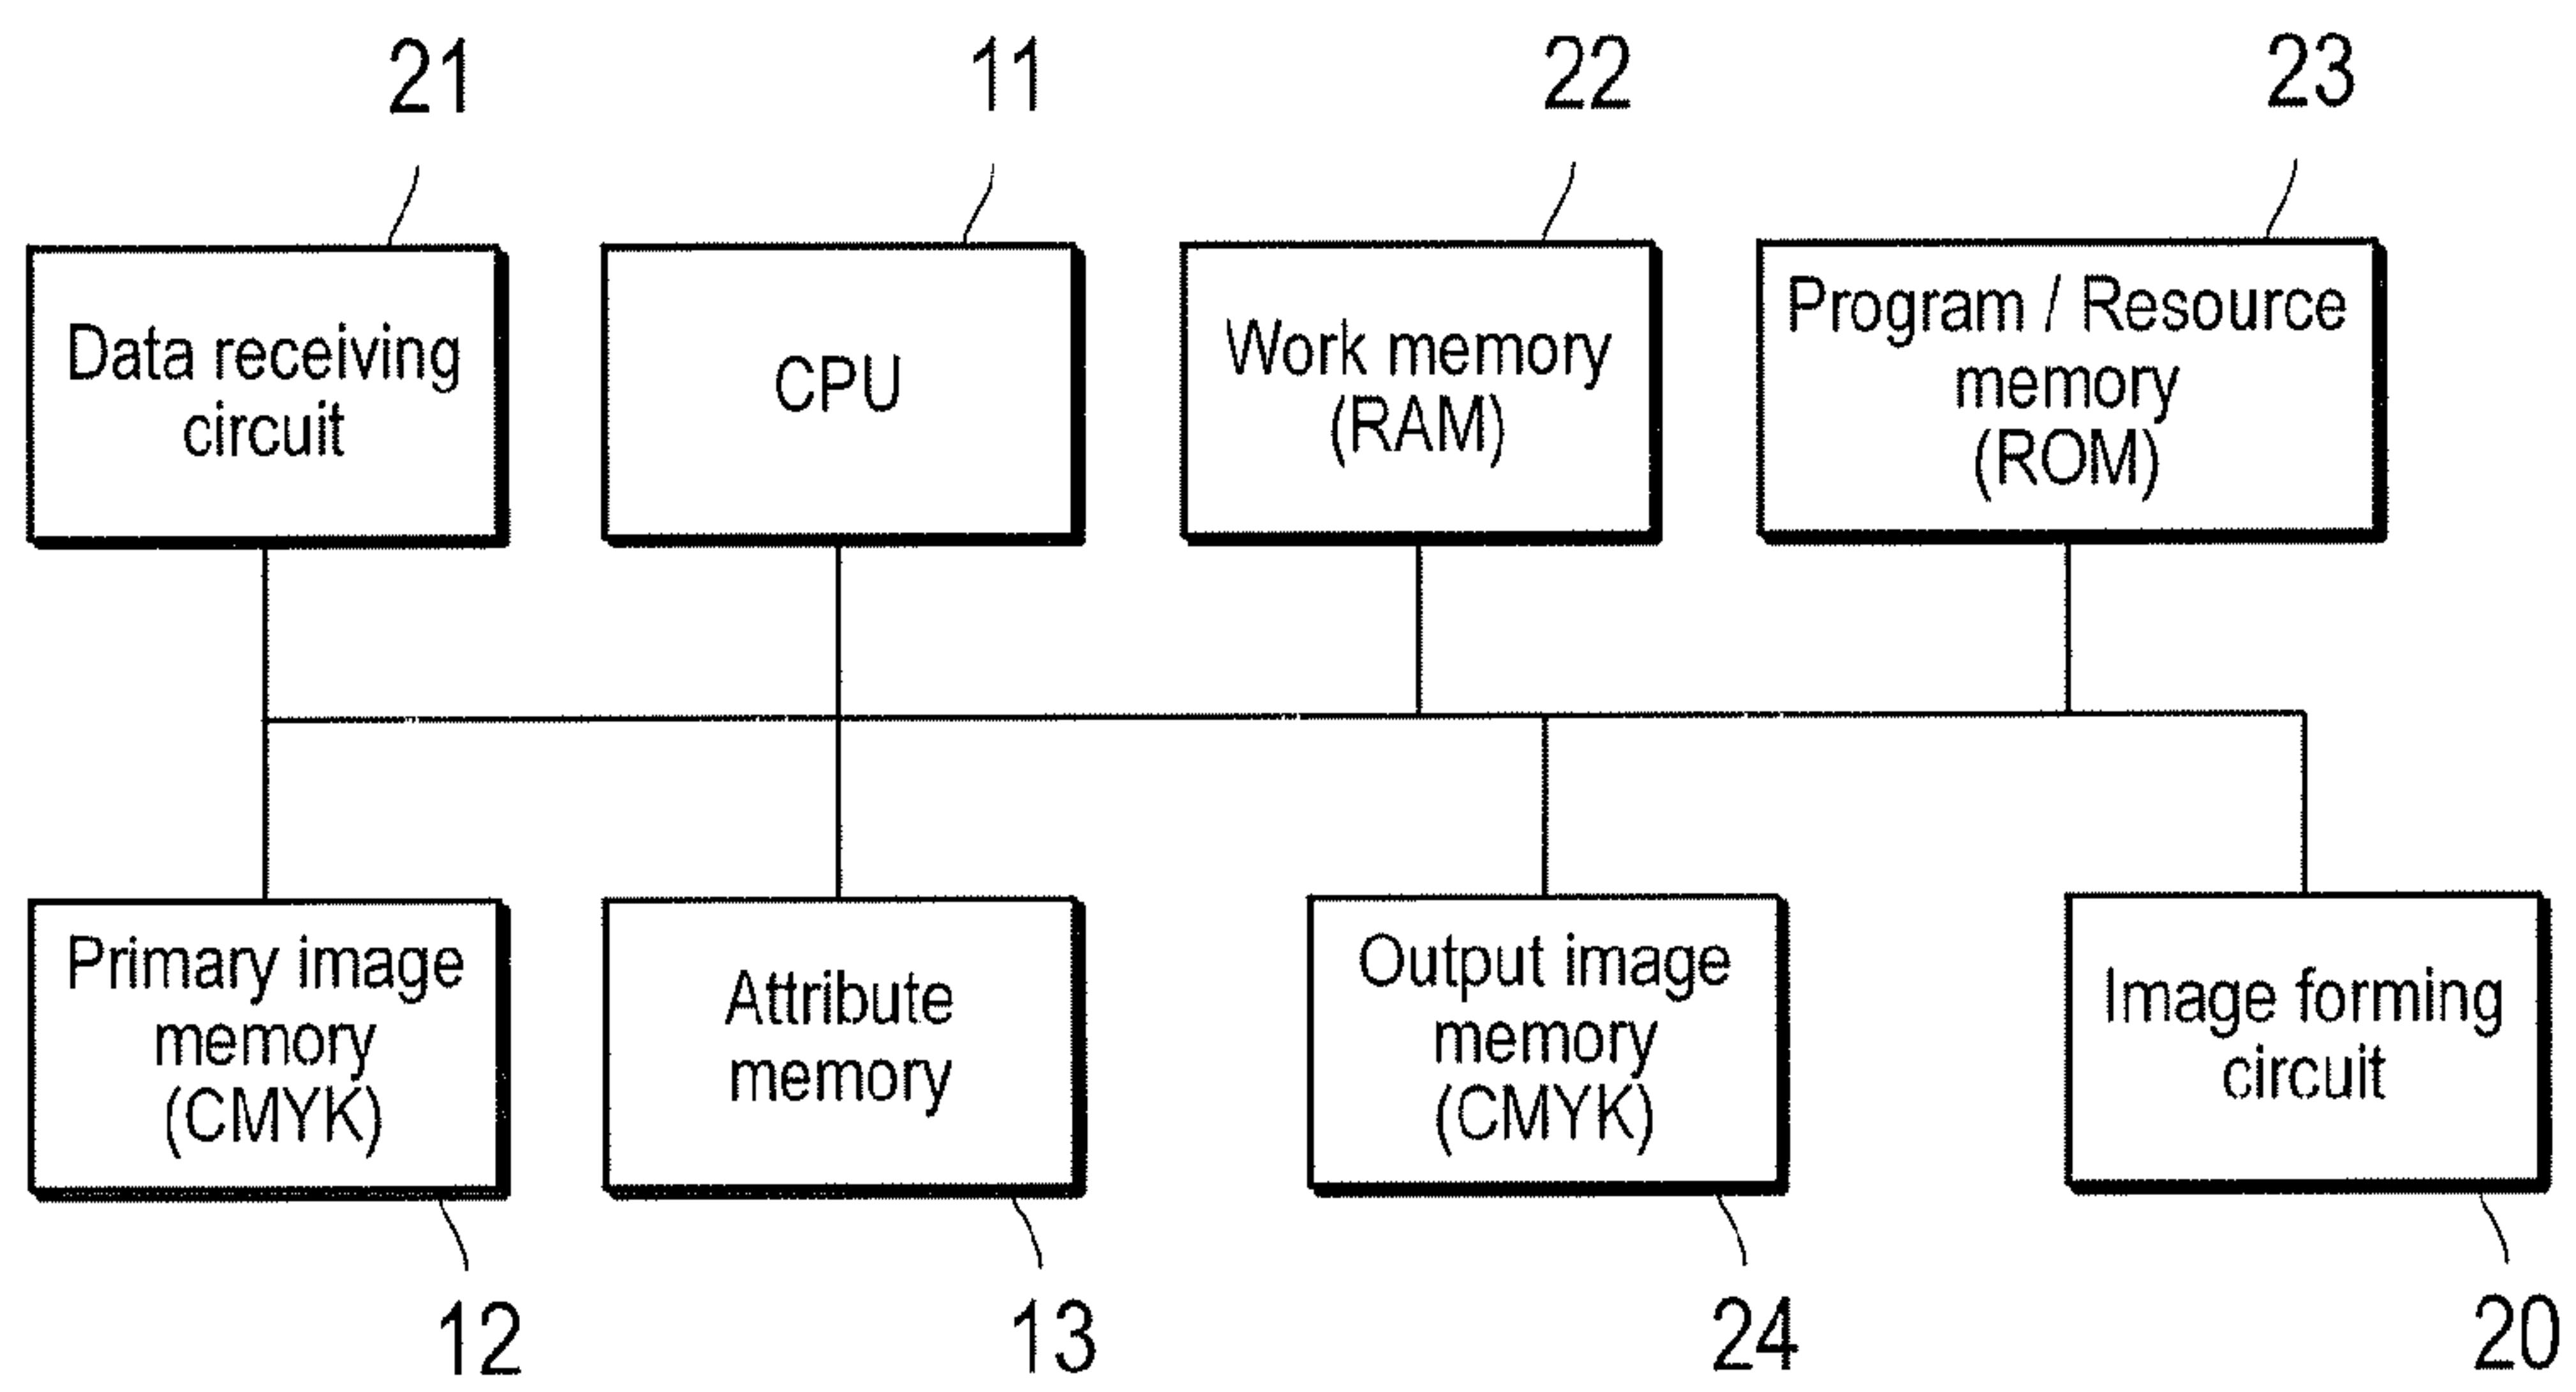 21
11
22
23
Data receiving
circuit
CPU
Work memory
(RAM)
Program / Resource
memory
(ROM)
Primary image
memory
(CMYK)
Attribute
memory
Output image
memory
(CMYK)
Image forming
circuit
12
13
24
20